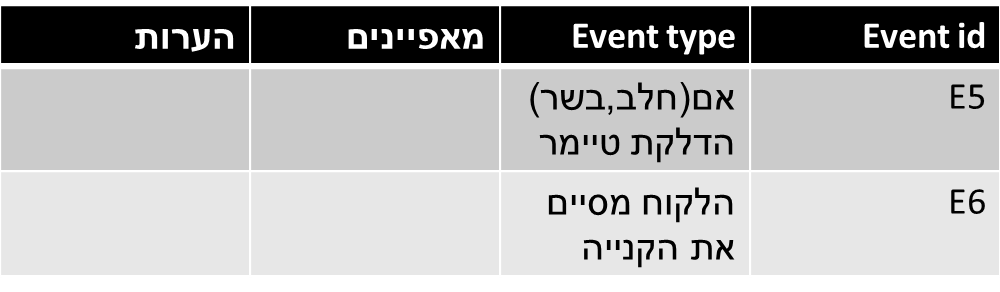 Event id Event type מאפיינים הערות
E5 אם(חלב,בשר)
הדלקת טיימר
E6 הלקוח מסיים
את הקנייה